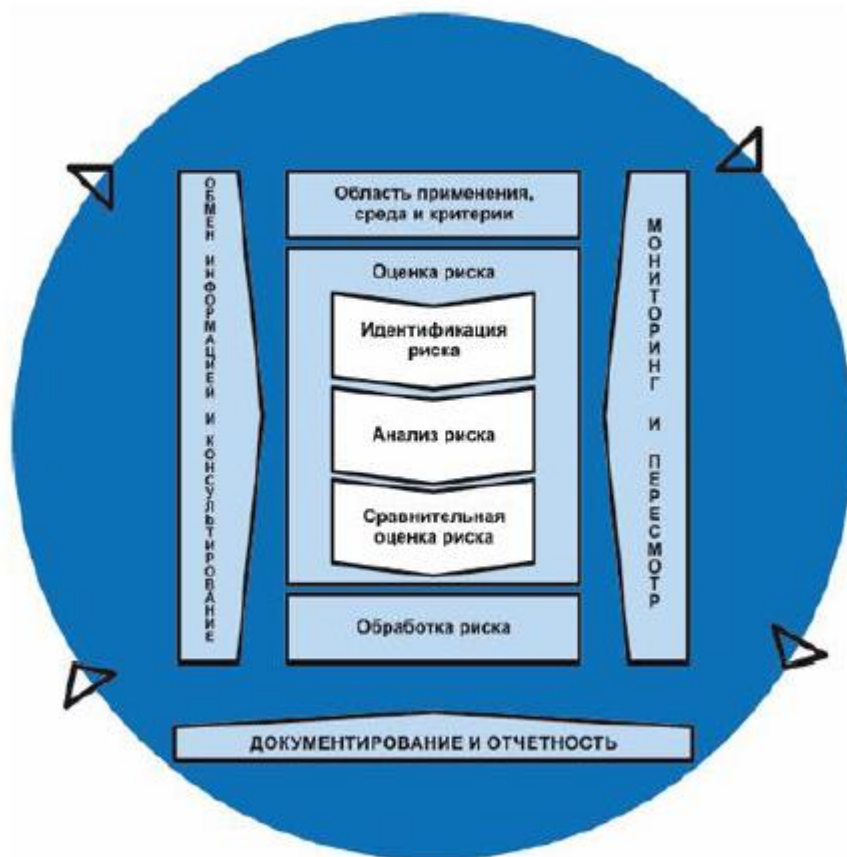 ОБМЕН ИНФОРМАЦИЕЙ И КОНСУЛЬТИРОВАНИЕ
Область применения,
среда и критерии
Оценка риска
Идентификация
риска
Анализ риска
Сравнительная
оценка риска
Обработка риска
МОНИТОРИНГ И ПЕРЕСМОТР
ДОКУМЕНТИРОВАНИЕ И ОТЧЕТНОСТЬ